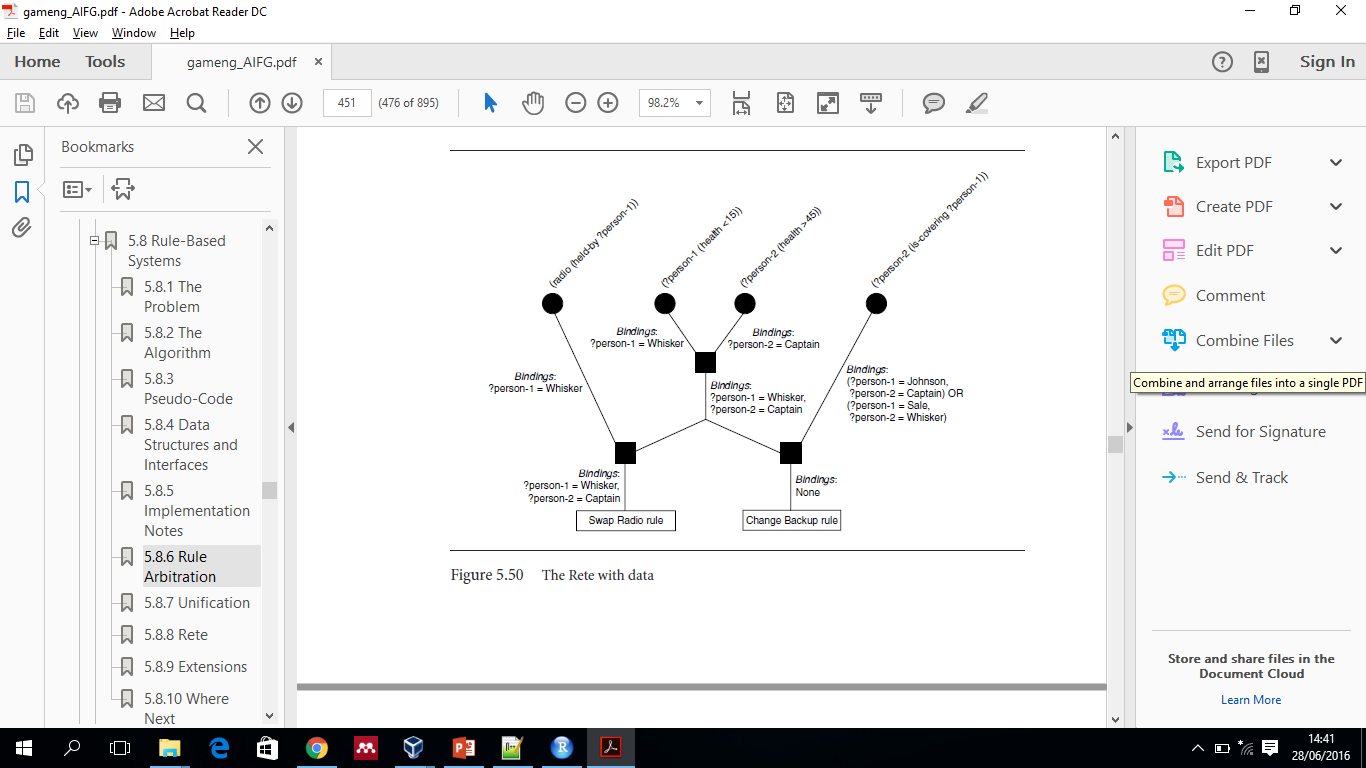 gameng_AIFG.pdf - Adobe Acrobat Reader DC
File Edit View Window Help
Home Tools gameng_AIFG.pdf × ? Sign In
451 (476 of 895) 98.2%
Bookmarks
5.8 Rule-Based
Systems
5.8.1 The
Problem
5.8.2 The
Algorithm
5.8.3
Pseudo-Code
5.8.4 Data
Structures and
Interfaces
5.8.5
Implementation
Notes
5.8.6 Rule
Arbitration
5.8.7 Unification
5.8.8 Rete
5.8.9 Extensions
5.8.10 Where
Next
(radio (held-by ?person-1))
(?person-1 (health <15))
(?person-2 (health >45))
(?person-2 (is-covering ?person-1))
Bindings:
?person-1 = Whisker
Bindings:
?person-2 = Captain
Bindings:
?person-1 = Whisker
Bindings:
?person-1 = Whisker,
?person-2 = Captain
Bindings:
(?person-1 = Johnson,
?person-2 = Captain) OR
(?person-1 = Sale,
?person-2 = Whisker)
Bindings:
?person-1 = Whisker,
?person-2 = Captain
Bindings:
None
Swap Radio rule
Change Backup rule
Figure 5.50 The Rete with data
Export PDF
Create PDF
Edit PDF
Comment
Combine Files
Combine and arrange files into a single PDF
Send for Signature
Send & Track
Store and share files in the
Document Cloud
Learn More
14:41
28/06/2016